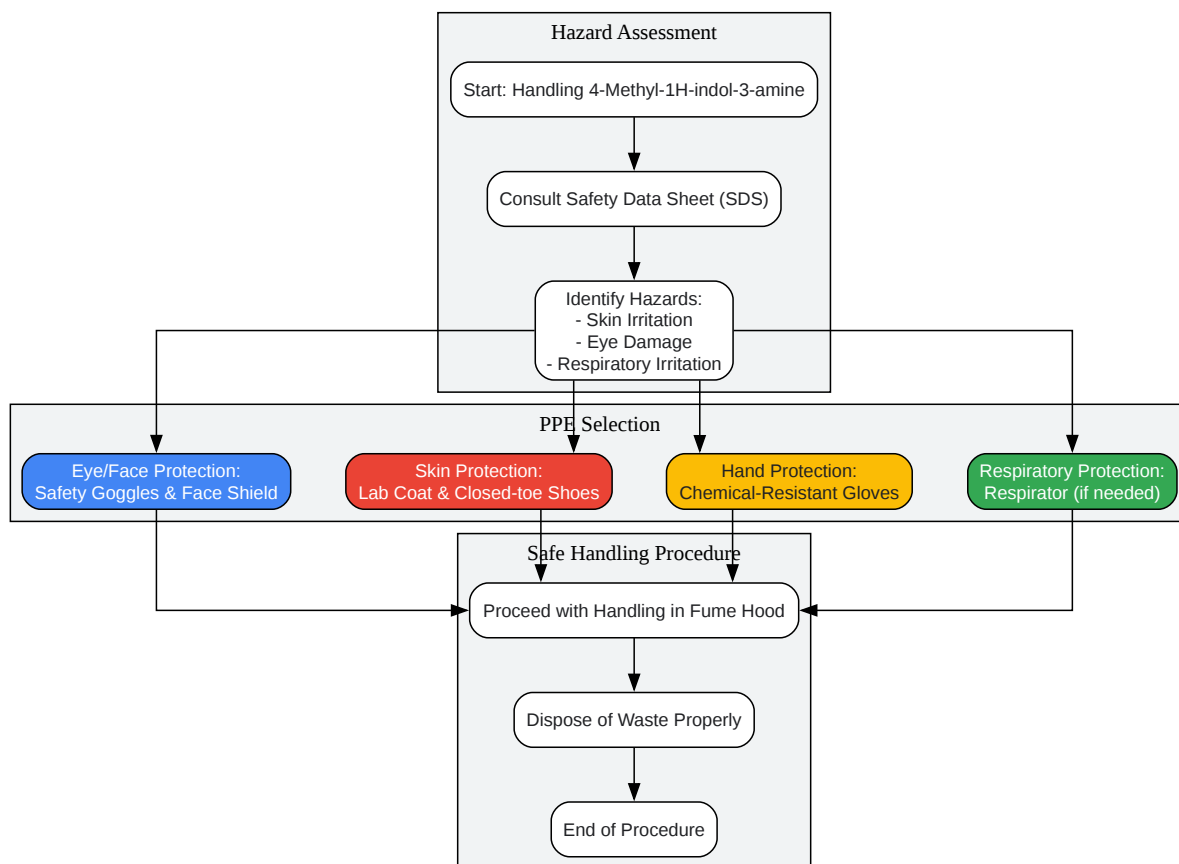 Hazard Assessment
Start: Handling 4-Methyl-1H-indol-3-amine
Consult Safety Data Sheet (SDS)
Identify Hazards:
- Skin Irritation
- Eye Damage
- Respiratory Irritation
PPE Selection
Eye/Face Protection:
Safety Goggles & Face Shield
Skin Protection:
Lab Coat & Closed-toe Shoes
Hand Protection:
Chemical-Resistant Gloves
Respiratory Protection:
Respirator (if needed)
Safe Handling Procedure
Proceed with Handling in Fume Hood
Dispose of Waste Properly
End of Procedure